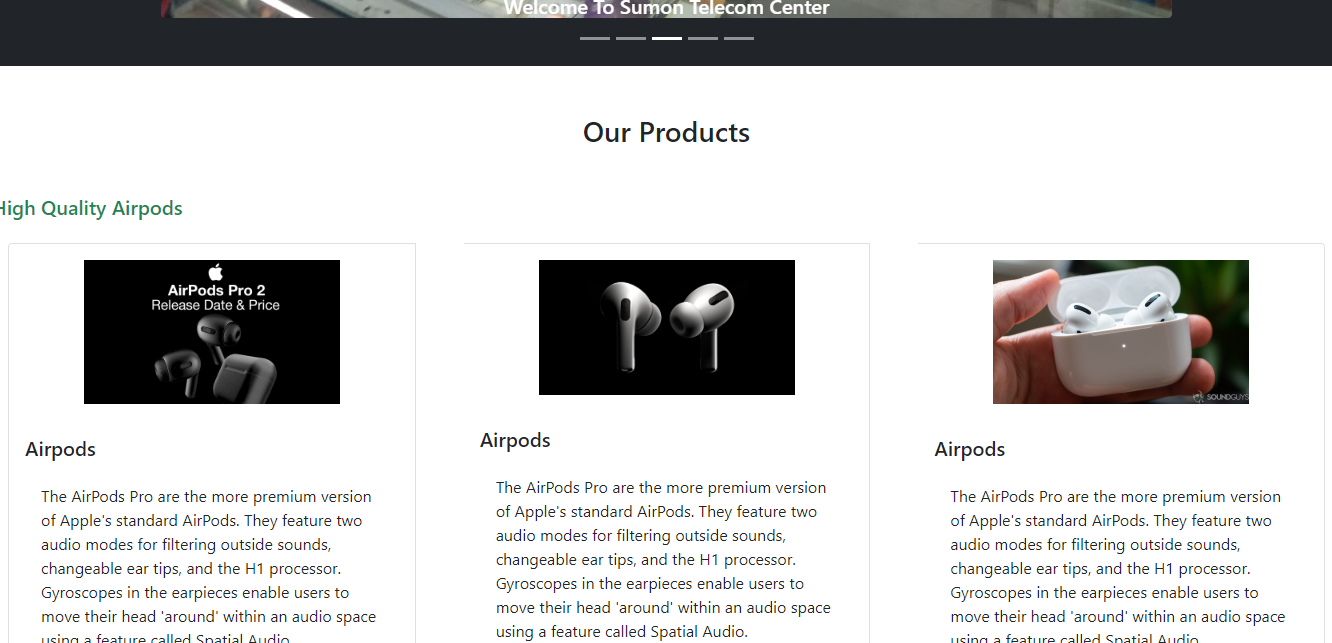 Welcome To Sumon Telecom Center
Our Products
High Quality Airpods
AirPods Pro 2
Release Date & Price
SOUNDGUYS
Airpods
The AirPods Pro are the more premium version
of Apple's standard AirPods. They feature two
audio modes for filtering outside sounds,
changeable ear tips, and the H1 processor.
Gyroscopes in the earpieces enable users to
move their head 'around' within an audio space
using a feature called Spatial Audio.
Airpods
The AirPods Pro are the more premium version
of Apple's standard AirPods. They feature two
audio modes for filtering outside sounds,
changeable ear tips, and the H1 processor.
Gyroscopes in the earpieces enable users to
move their head 'around' within an audio space
using a feature called Spatial Audio.
Airpods
The AirPods Pro are the more premium version
of Apple's standard AirPods. They feature two
audio modes for filtering outside sounds,
changeable ear tips, and the H1 processor.
Gyroscopes in the earpieces enable users to
move their head 'around' within an audio space
using a feature called Spatial Audio.